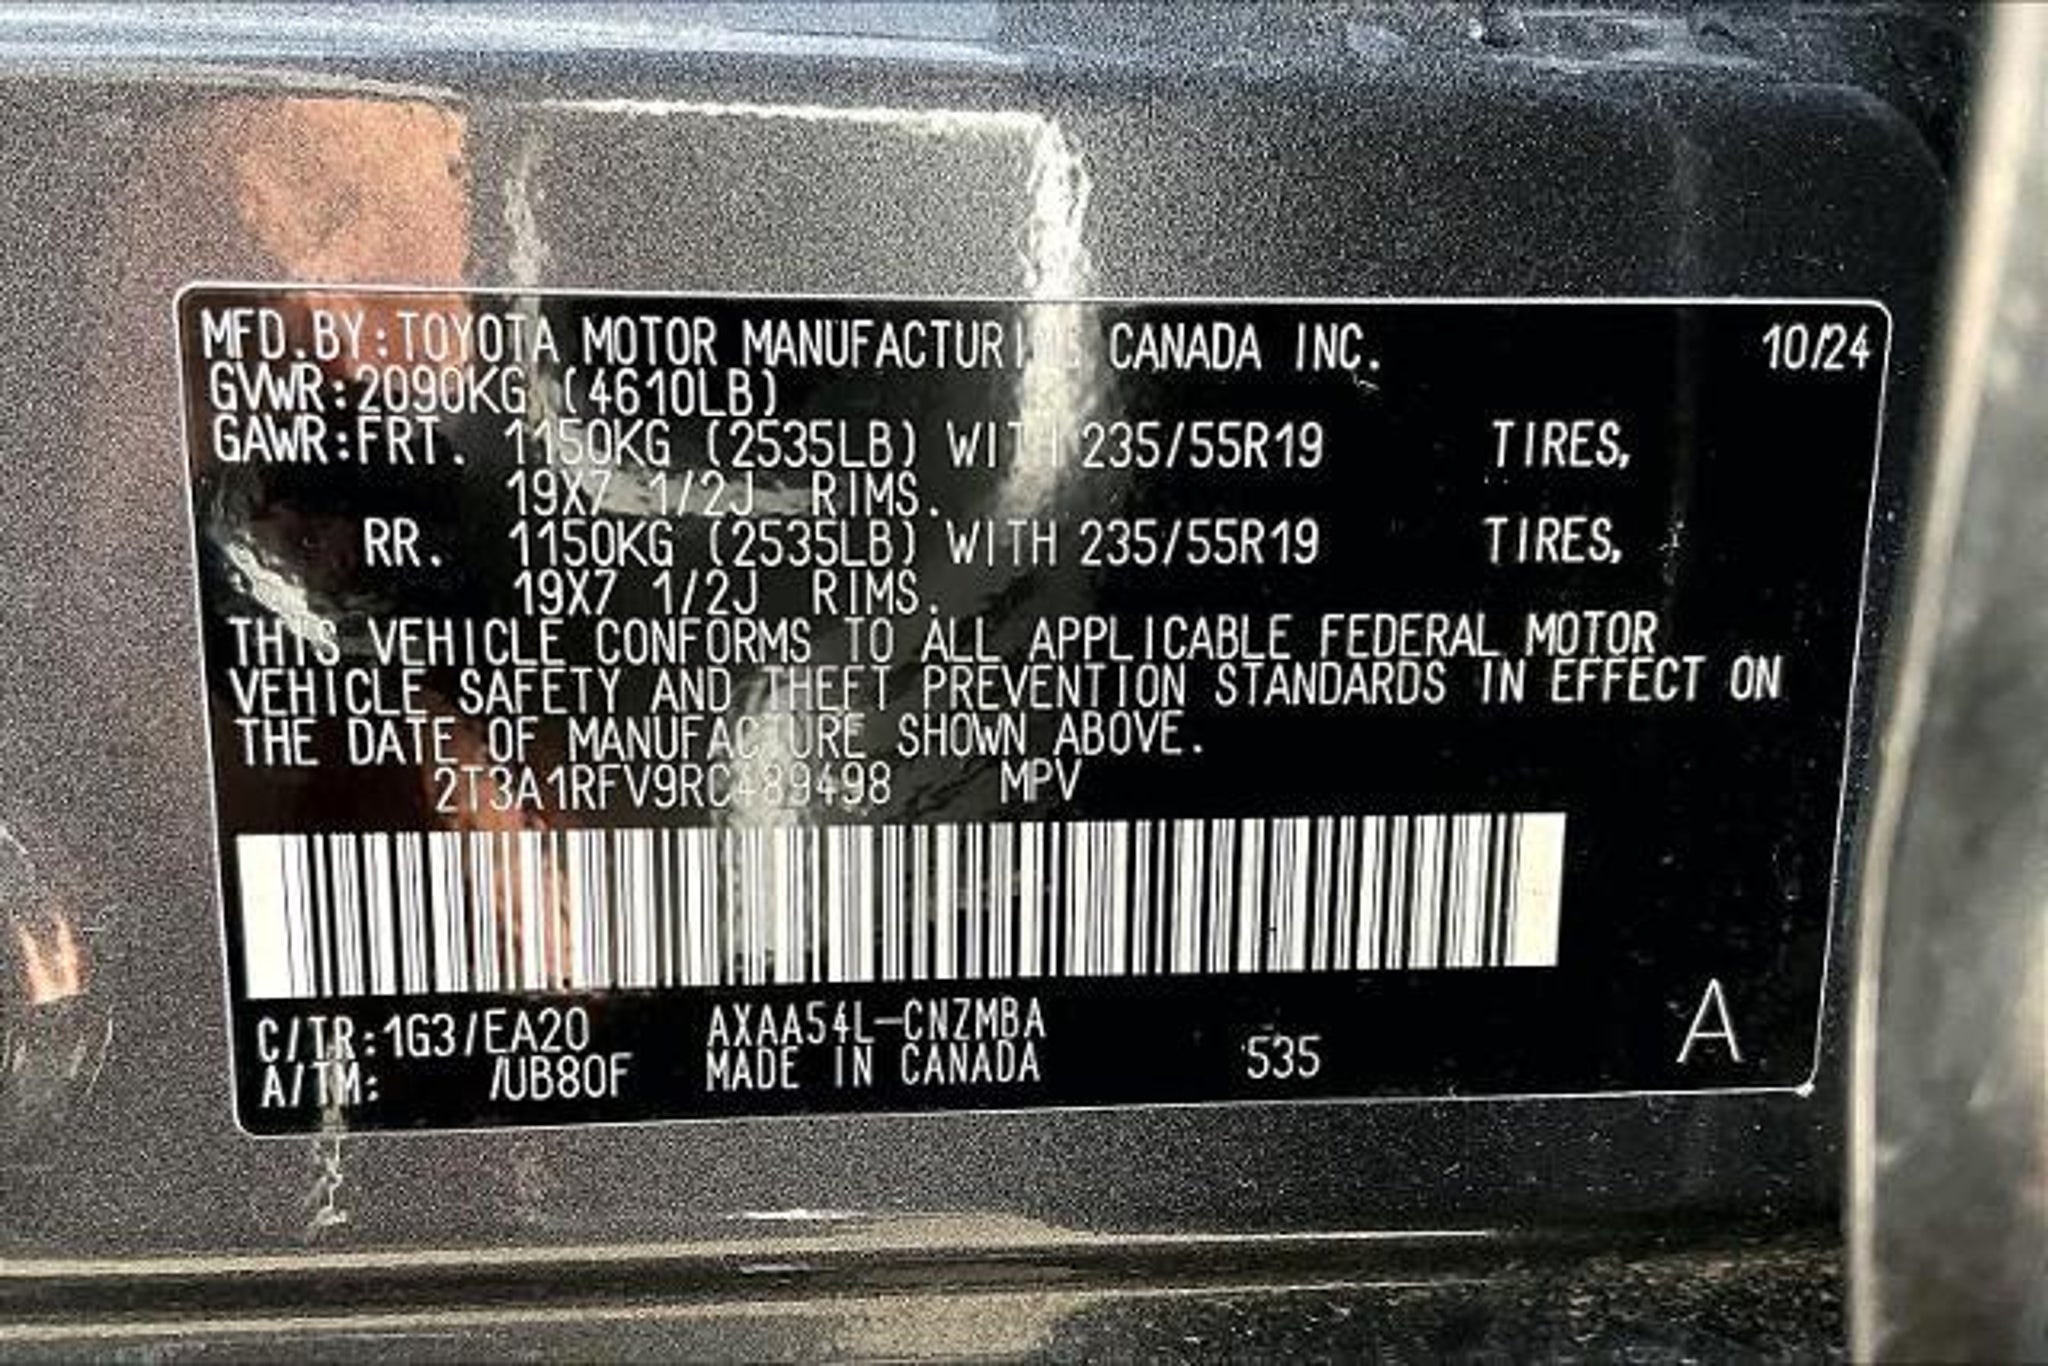 MFD.BY:TOYOTA MOTOR MANUFACTURING CANADA INC. 10/24
GVWR:2090KG (4610LB)
GAWR:FRT. 1150KG (2535LB) WITH 235/55R19 TIRES,
19X7 1/2J RIMS.
RR. 1150KG (2535LB) WITH 235/55R19 TIRES,
19X7 1/2J RIMS.
THIS VEHICLE CONFORMS TO ALL APPLICABLE FEDERAL MOTOR
VEHICLE SAFETY AND THEFT PREVENTION STANDARDS IN EFFECT ON
THE DATE OF MANUFACTURE SHOWN ABOVE.
2T3A1RFV9RC489498 MPV
C/TR:1G3/EA20 AXAA54L-CNZMBA
A/TM: /UB80F MADE IN CANADA 535 A